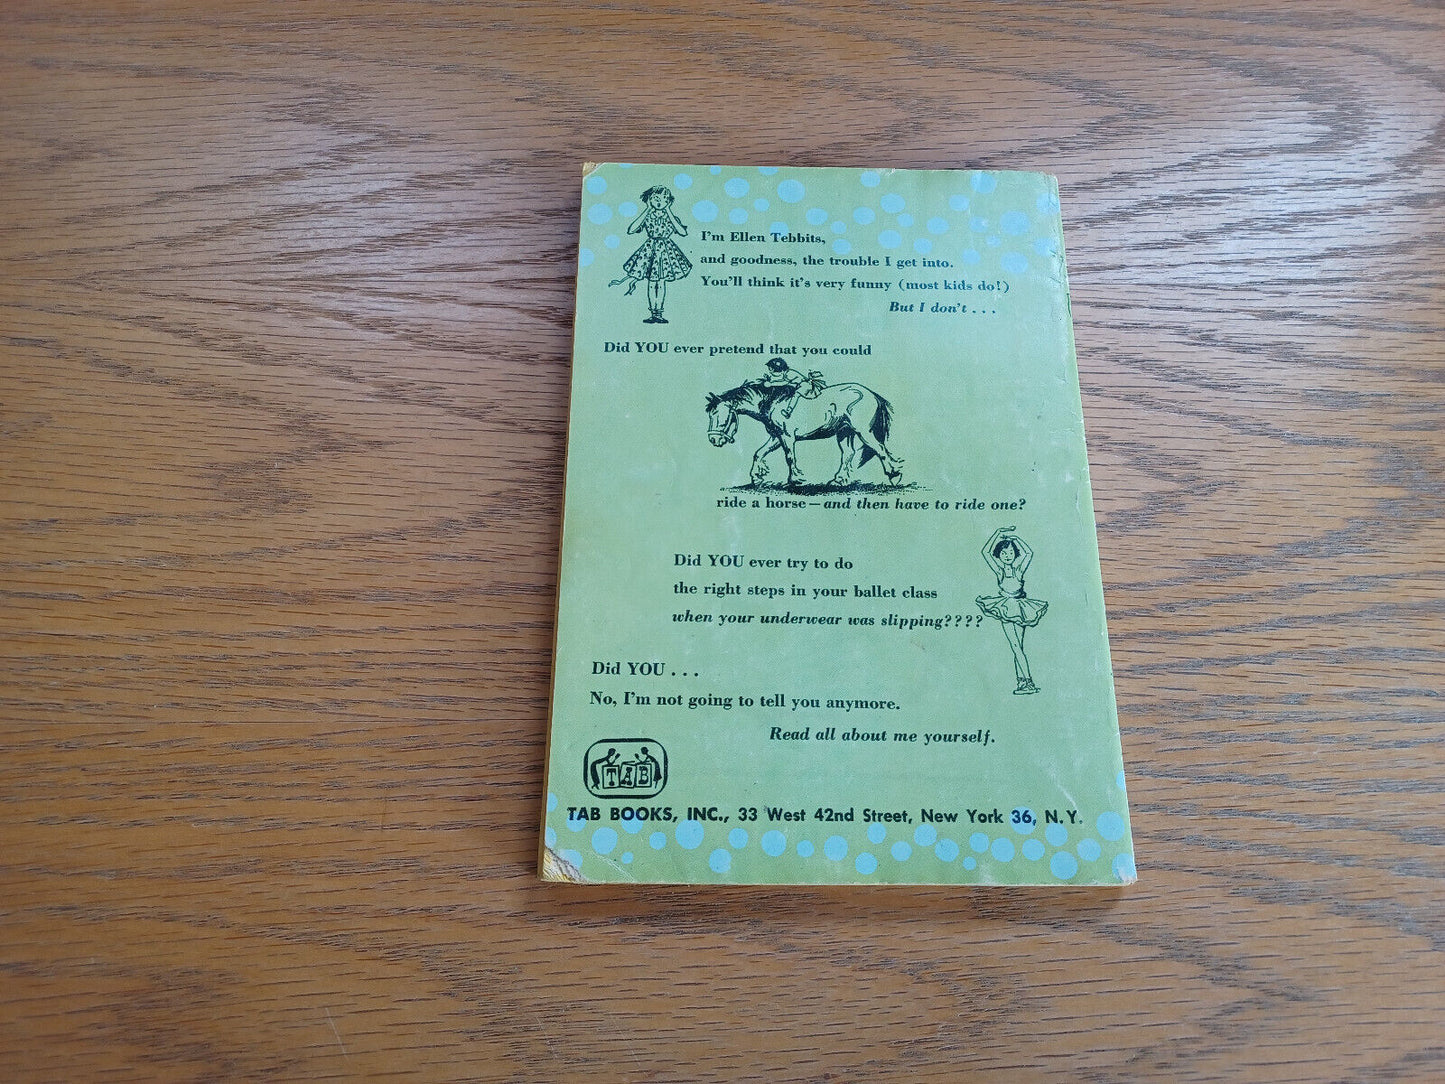 I'm Ellen Tebbits,
and goodness, the trouble I get into.
You'll think it's very funny (most kids do!)
But I don't . . .
Did YOU ever pretend that you could
ride a horse—and then have to ride one?
Did YOU ever try to do
the right steps in your ballet class
when your underwear was slipping????
Did YOU . . .
No, I'm not going to tell you anymore.
Read all about me yourself.
TAB
TAB BOOKS, INC., 33 West 42nd Street, New York 36, N.Y.